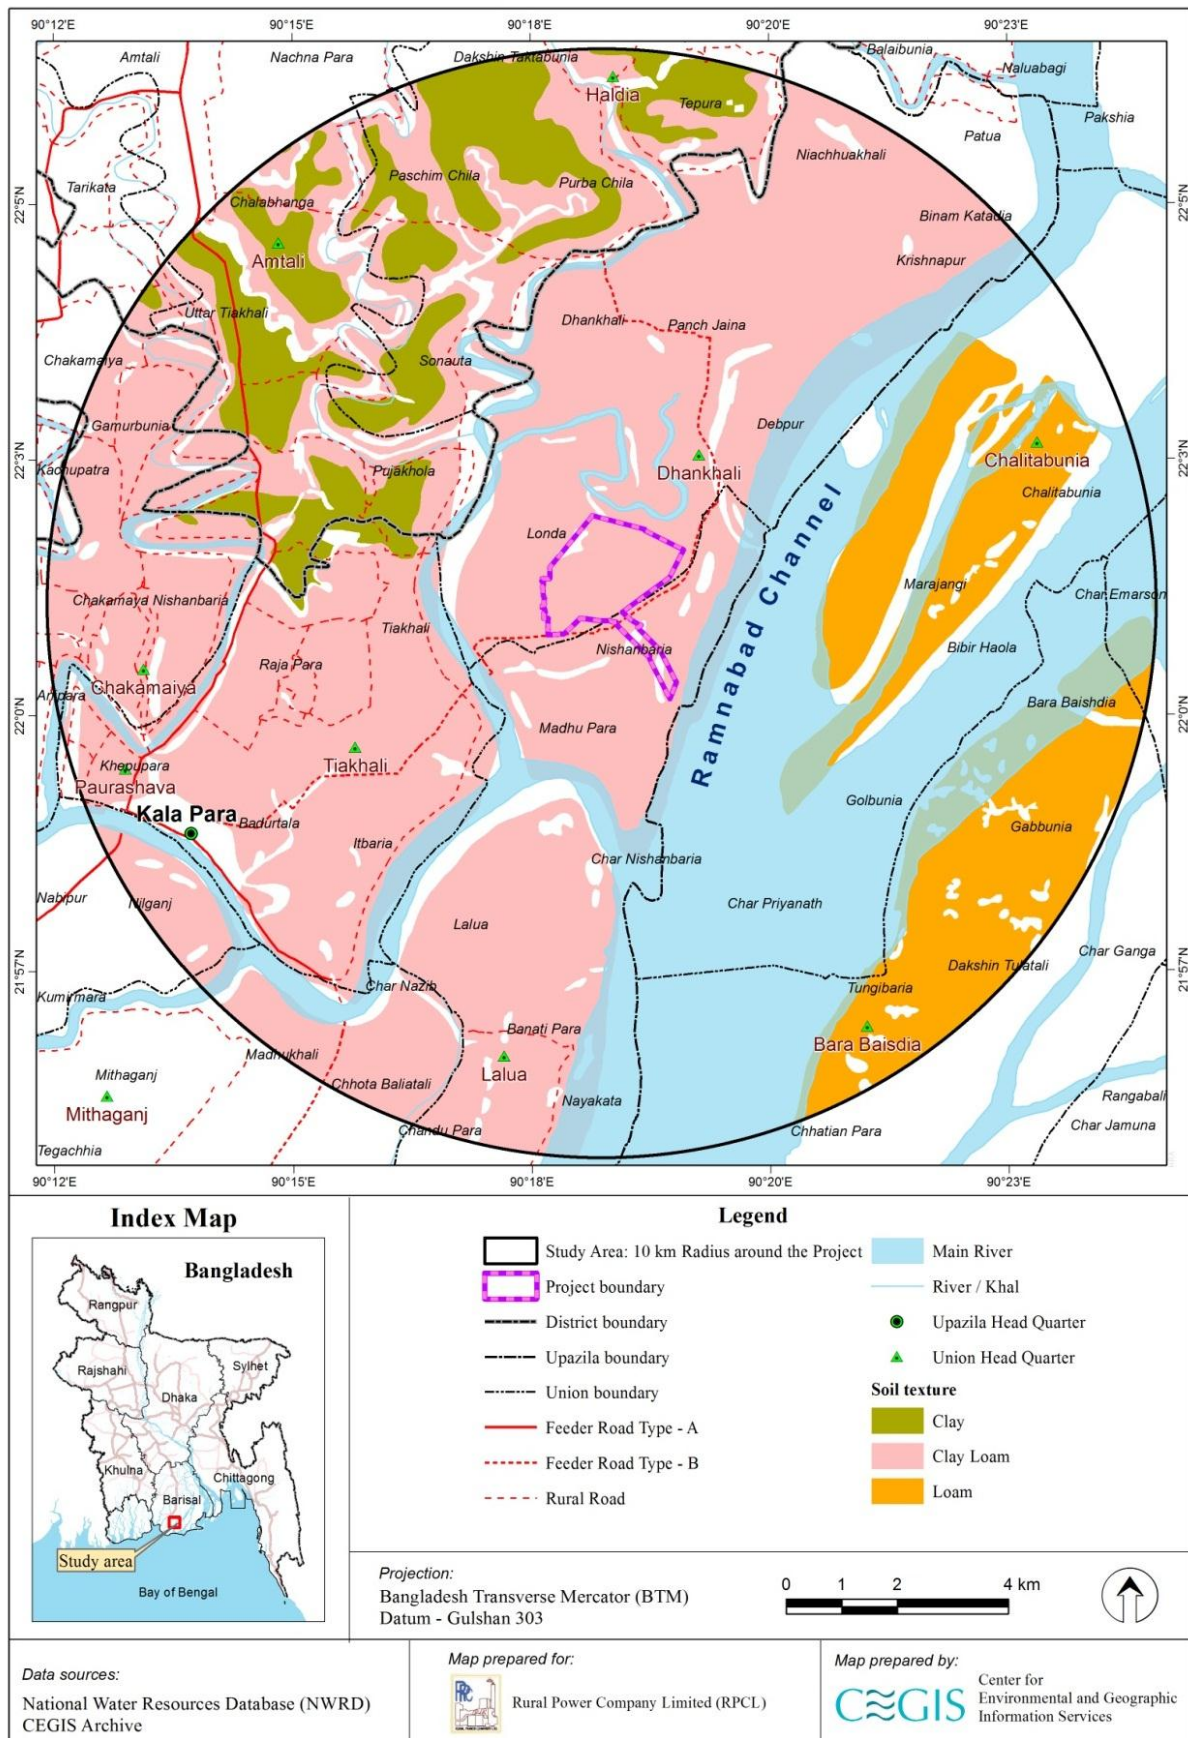 90°12'E 90°15'E 90°18'E 90°20'E 90°23'E
Amtali
Nachna Para
Dakshin Taktabunia
Balaibunia
Naluabagi
Haldia
Tepura
Pakshia
Patua
Niachhuakhali
Tarikata
Paschim Chila
Purba Chila
Chalabhanga
22°5'N
22°5'N
Binam Katadia
Amtali
Krishnapur
Uttar Tiakhali
Dhankhali
Panch Jaina
Chakamaiya
Sonauta
Gamurbunia
Debpur
Kachupatra
Pujakhola
22°3'N
22°3'N
Dhankhali
Chalitabunia
Chalitabunia
Londa
Ramnabad Channel
Marajangi
Char Emarson
Chakamaya Nishanbaria
Tiakhali
Nishanbaria
Bibir Haola
Raja Para
Chakamaiya
Bara Baishdia
22°0'N
22°0'N
Madhu Para
Khepupara
Tiakhali
Paurashava
Golbunia
Kala Para
Badurtala
Gabbunia
Itbaria
Char Nishanbaria
Nabipur
Nilganj
Char Priyanath
Lalua
Char Ganga
Dakshin Tulatali
21°57'N
21°57'N
Char Nazib
Tungibaria
Kumirmara
Banati Para
Bara Baisdia
Madhukhali
Mithaganj
Lalua
Chhota Baliatali
Rangabali
Nayakata
Mithaganj
Chandu Para
Chhatian Para
Char Jamuna
Tegachhia
90°12'E 90°15'E 90°18'E 90°20'E 90°23'E
Index Map
Bangladesh
Rangpur
Rajshahi
Sylhet
Dhaka
Khulna
Chittagong
Barisal
Study area
Bay of Bengal
Legend
Study Area: 10 km Radius around the Project
Project boundary
District boundary
Upazila boundary
Union boundary
Feeder Road Type - A
Feeder Road Type - B
Rural Road
Main River
River / Khal
Upazila Head Quarter
Union Head Quarter
Soil texture
Clay
Clay Loam
Loam
Projection:
Bangladesh Transverse Mercator (BTM)
Datum - Gulshan 303
0 1 2 4 km
Data sources:
National Water Resources Database (NWRD)
CEGIS Archive
Map prepared for:
Rural Power Company Limited (RPCL)
Map prepared by:
CEGIS
Center for
Environmental and Geographic
Information Services